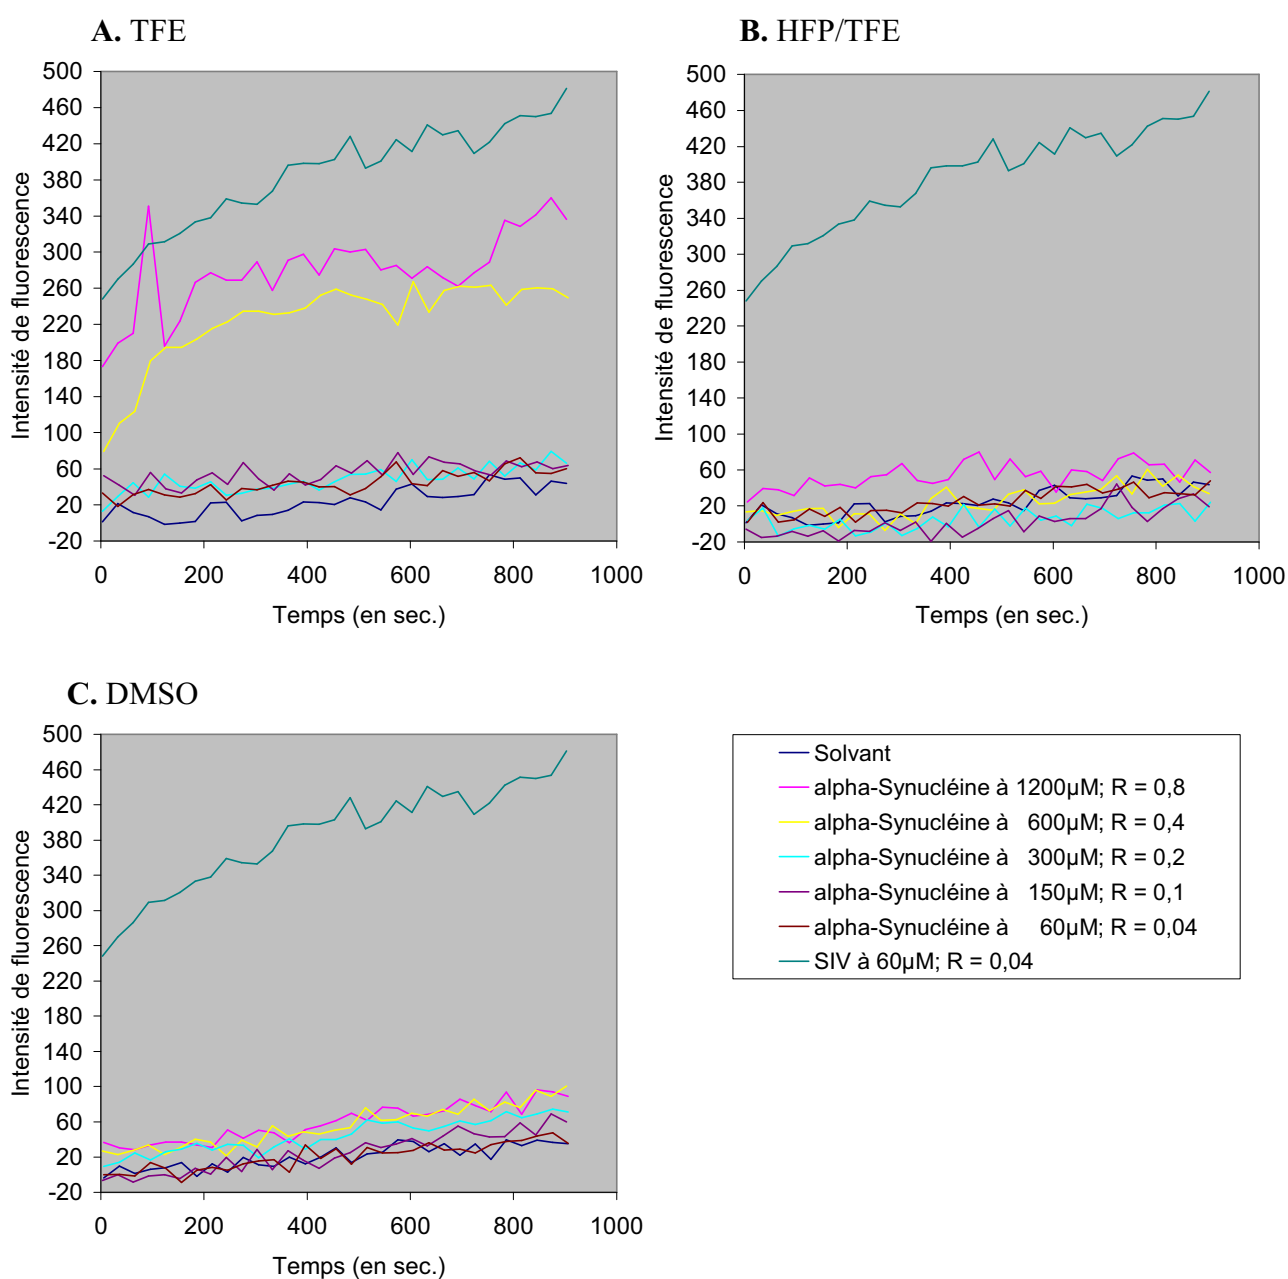 A. TFE
500
460
420
380
340
300
260
220
180
140
100
60
20
-20
0 200 400 600 800 1000
Intensité de fluorescence
Temps (en sec.)
B. HFP/TFE
500
460
420
380
340
300
260
220
180
140
100
60
20
-20
0 200 400 600 800 1000
Intensité de fluorescence
Temps (en sec.)
C. DMSO
500
460
420
380
340
300
260
220
180
140
100
60
20
-20
0 200 400 600 800 1000
Intensité de fluorescence
Temps (en sec.)
Solvant
alpha-Synucléine à 1200µM; R = 0,8
alpha-Synucléine à 600µM; R = 0,4
alpha-Synucléine à 300µM; R = 0,2
alpha-Synucléine à 150µM; R = 0,1
alpha-Synucléine à 60µM; R = 0,04
SIV à 60µM; R = 0,04